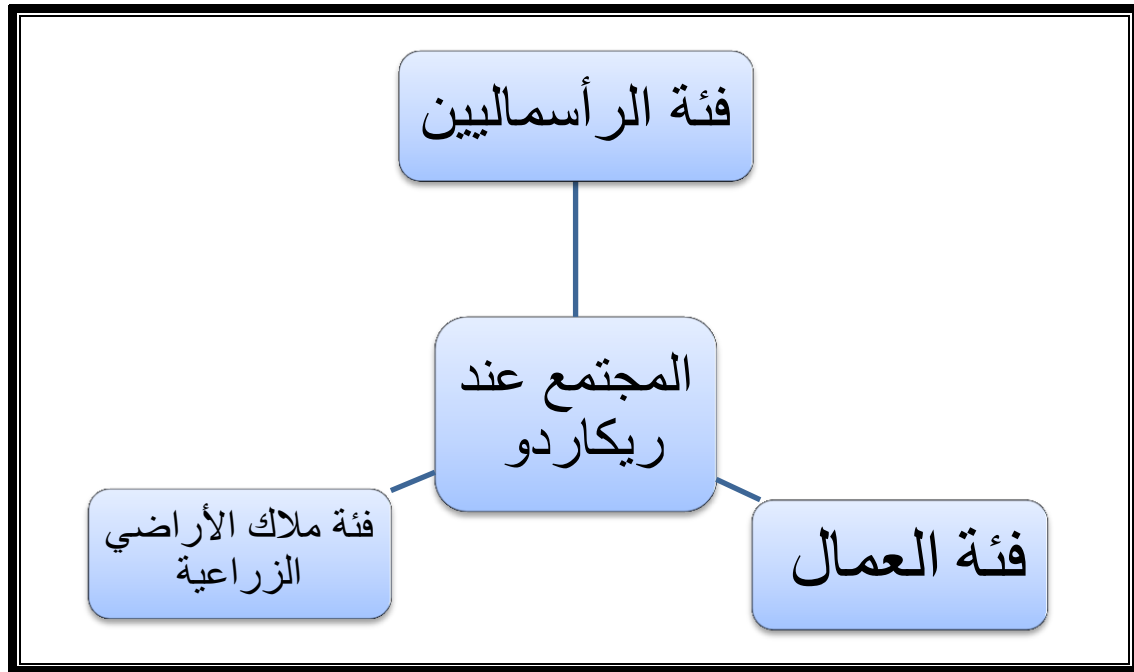 فئة الرأسماليين
المجتمع عند
ريكاردو
فئة العمال
فئة ملاك الأراضي
الزراعية